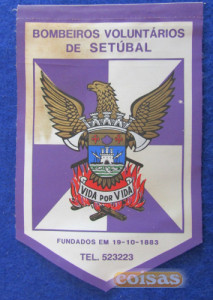 BOMBEIROS VOLUNTÁRIOS
DE SETÚBAL
VIDA POR VIDA
FUNDADOS EM 19-10-1883
TEL. 523223
coisas